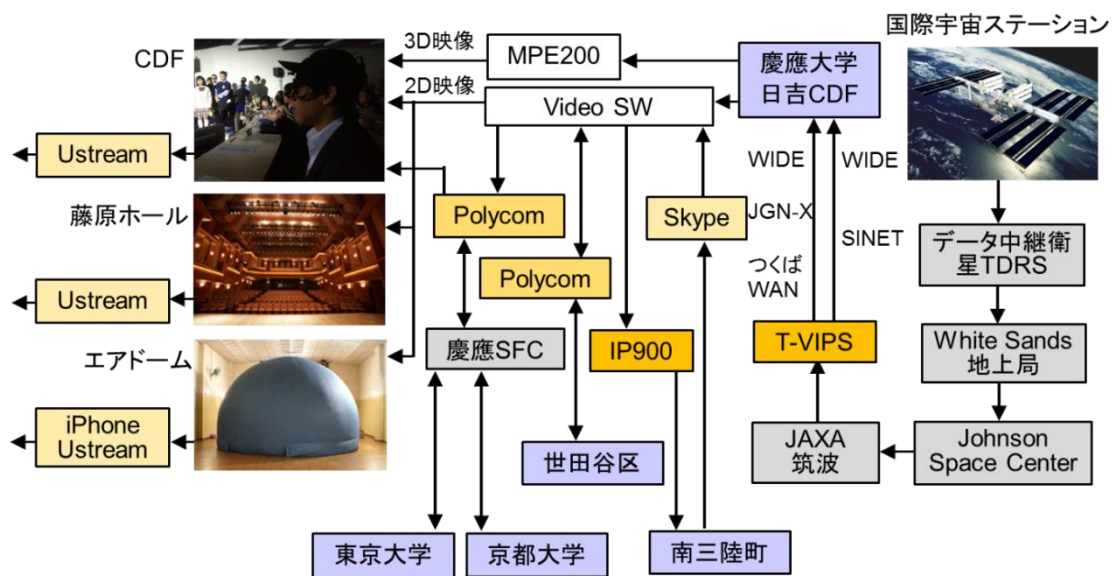 国際宇宙ステーション
3D映像
MPE200
慶應大学
日吉CDF
CDF
2D映像
Video SW
Ustream
WIDE
WIDE
藤原ホール
Polycom
Skype
JGN-X
SINET
データ中継衛
星TDRS
Polycom
つくば
WAN
Ustream
エアドーム
慶應SFC
IP900
T-VIPS
White Sands
地上局
iPhone
Ustream
世田谷区
JAXA
筑波
Johnson
Space Center
東京大学
京都大学
南三陸町